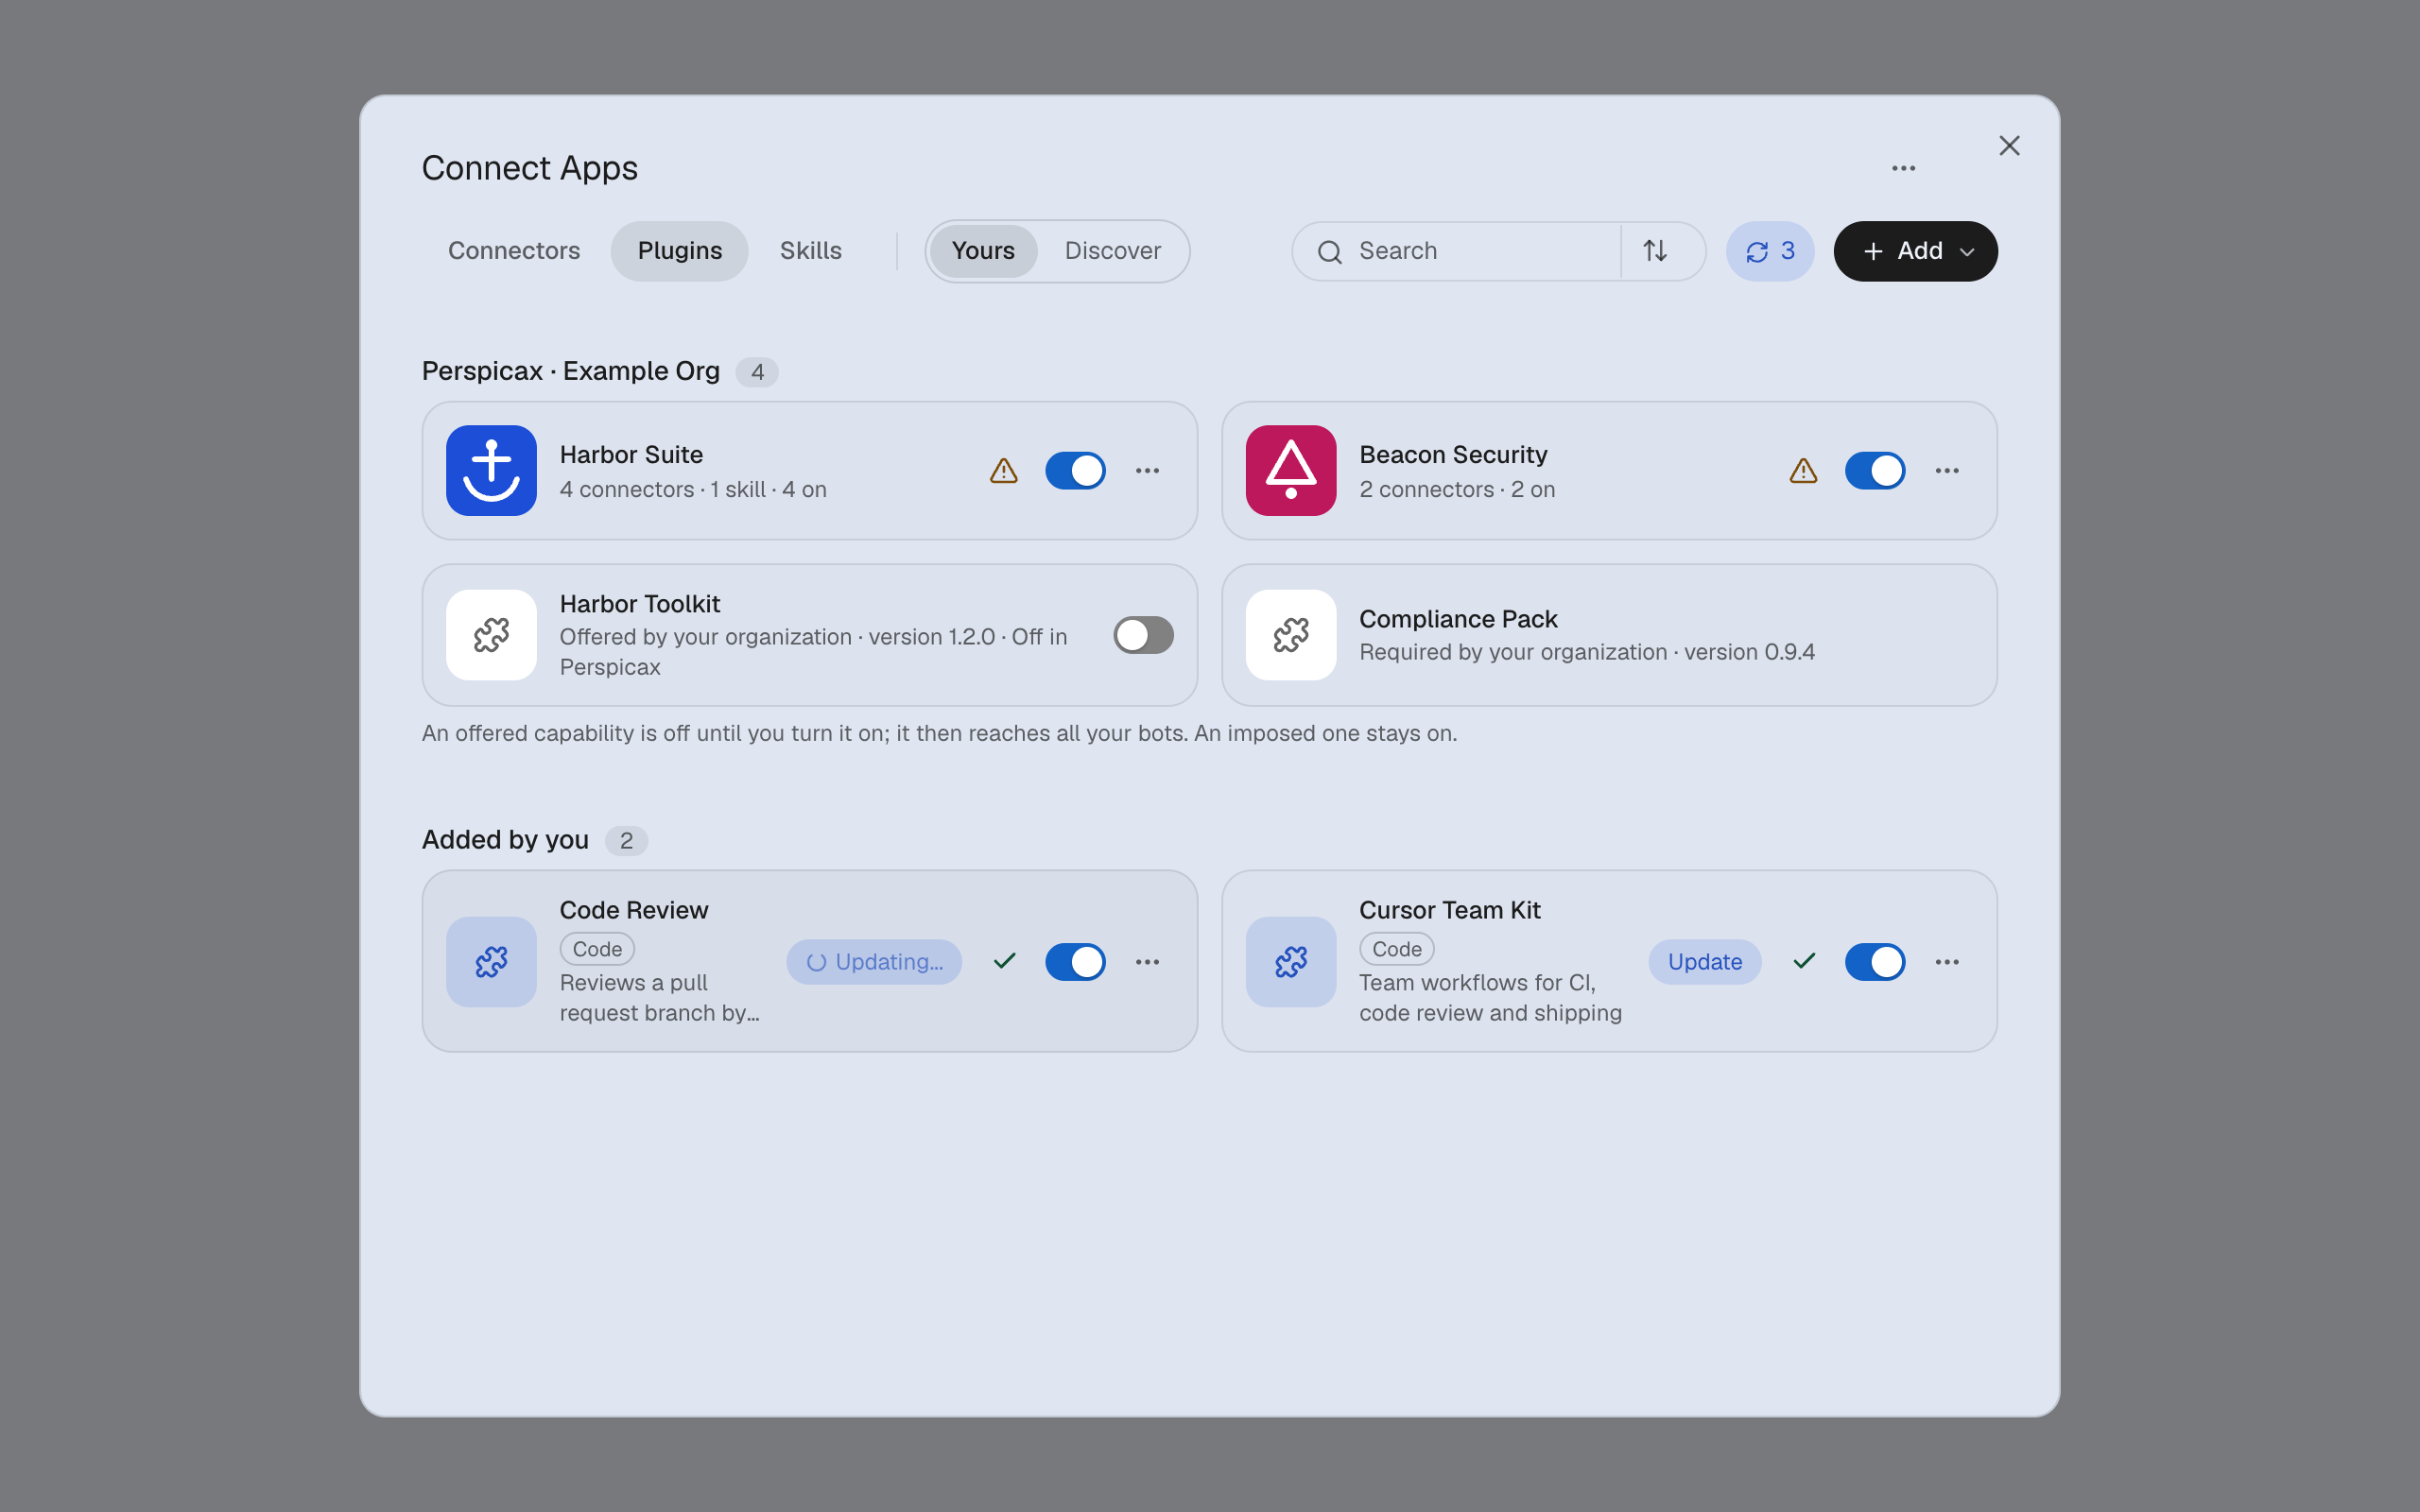 Connect Apps
Connectors Plugins Skills Yours Discover Search 3 Add
Perspicax · Example Org 4
Harbor Suite
4 connectors · 1 skill · 4 on
Beacon Security
2 connectors · 2 on
Harbor Toolkit
Offered by your organization · version 1.2.0 · Off in
Perspicax
Compliance Pack
Required by your organization · version 0.9.4
An offered capability is off until you turn it on; it then reaches all your bots. An imposed one stays on.
Added by you 2
Code Review
Code
Reviews a pull
request branch by...
Updating...
Cursor Team Kit
Code
Team workflows for CI,
code review and shipping
Update